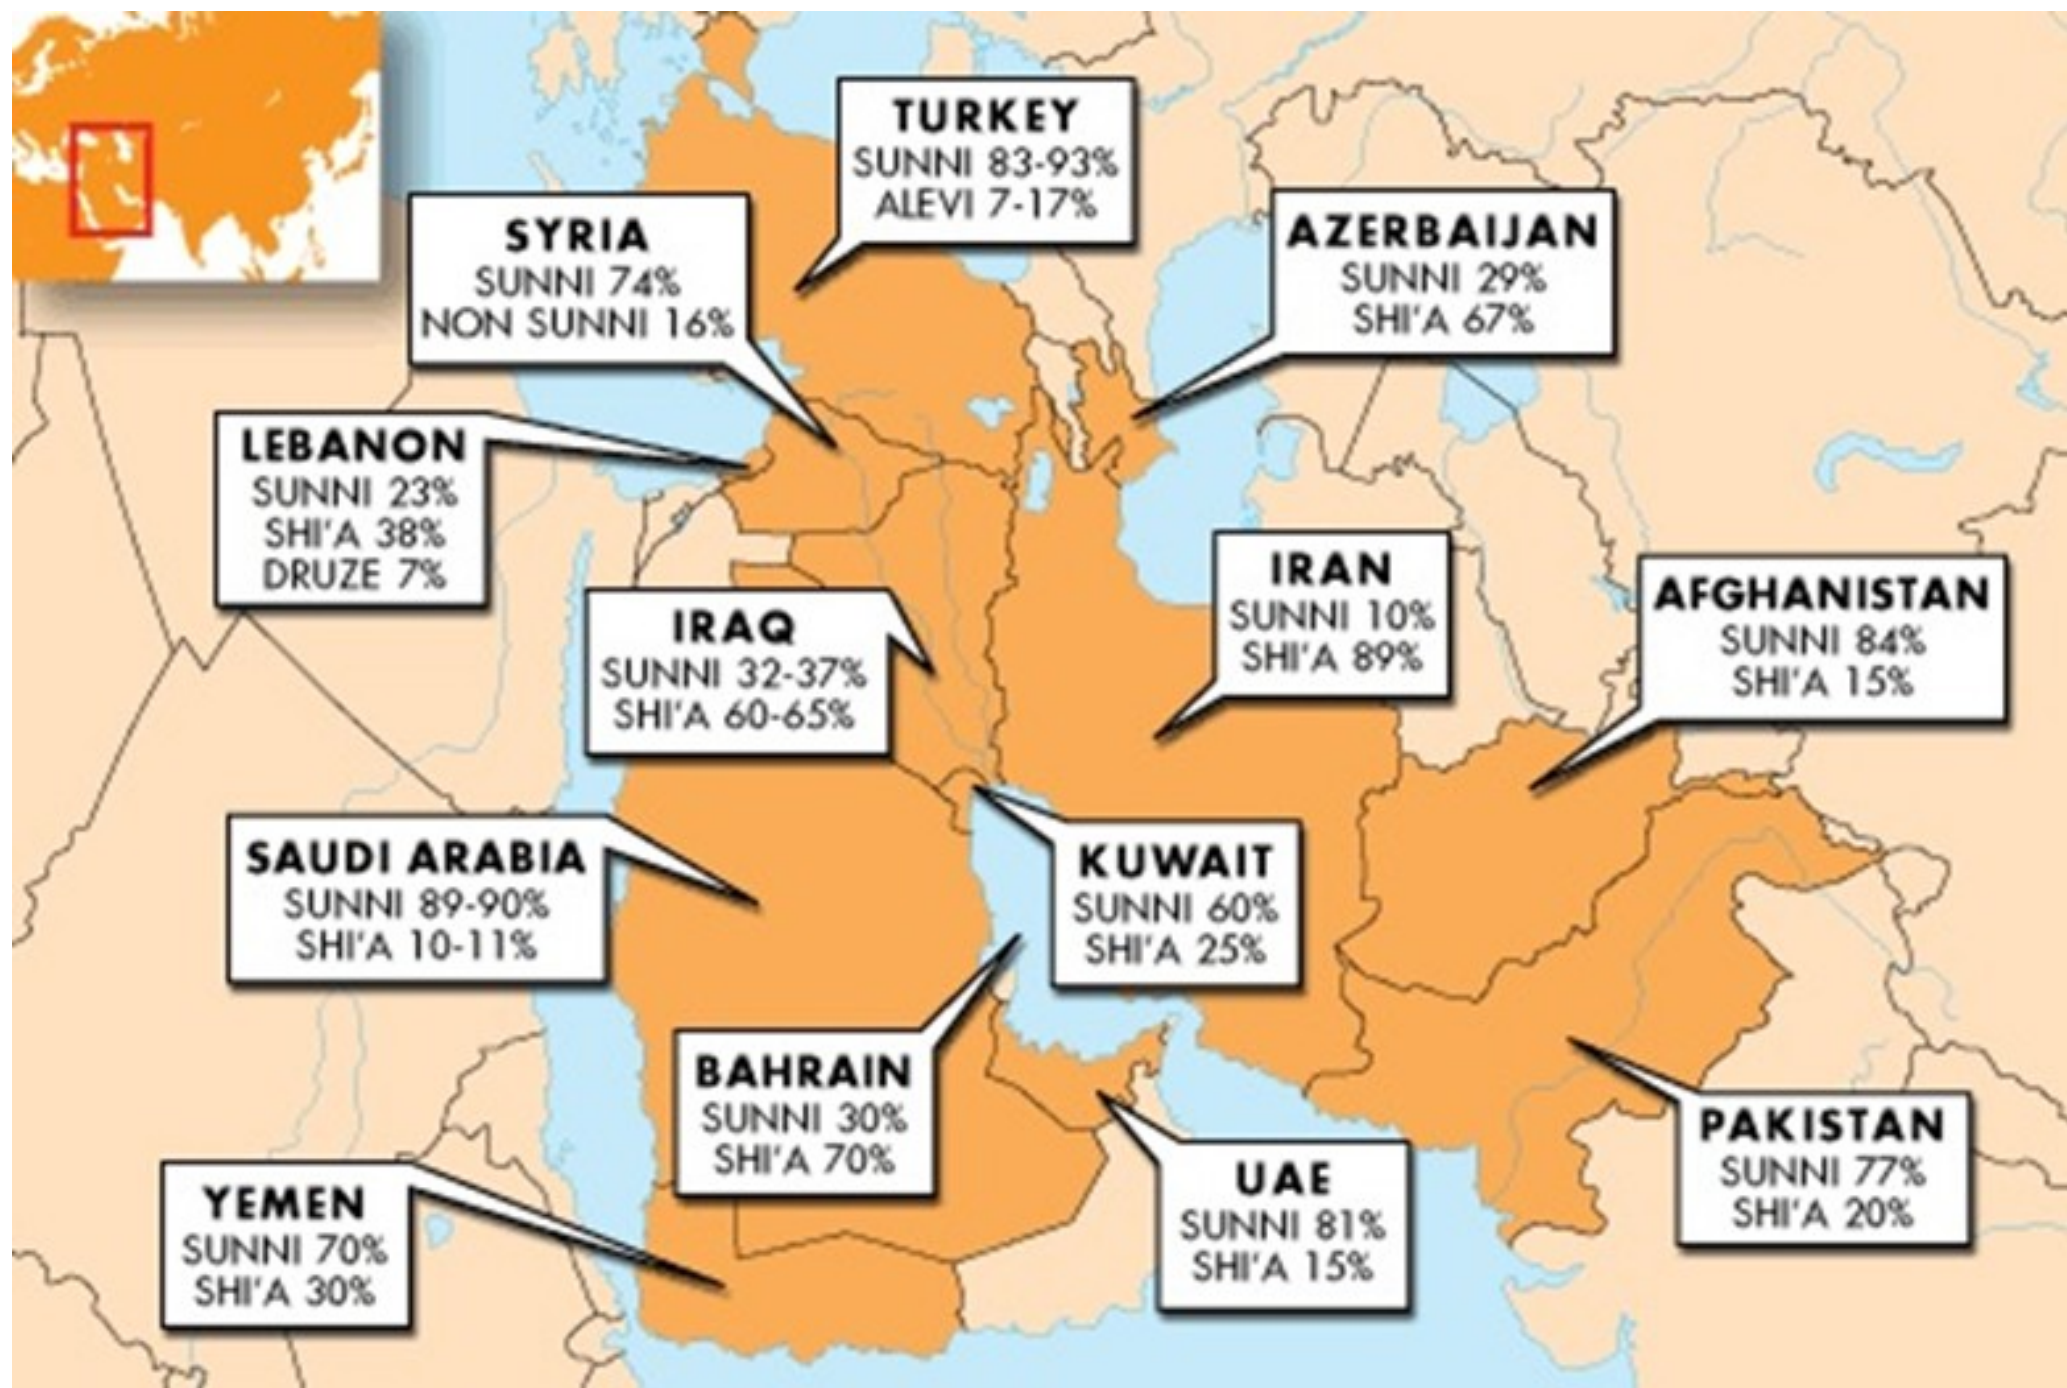 TURKEY
SUNNI 83-93%
ALEVI 7-17%
SYRIA
SUNNI 74%
NON SUNNI 16%
AZERBAIJAN
SUNNI 29%
SHI'A 67%
LEBANON
SUNNI 23%
SHI'A 38%
DRUZE 7%
IRAQ
SUNNI 32-37%
SHI'A 60-65%
IRAN
SUNNI 10%
SHI'A 89%
AFGHANISTAN
SUNNI 84%
SHI'A 15%
SAUDI ARABIA
SUNNI 89-90%
SHI'A 10-11%
KUWAIT
SUNNI 60%
SHI'A 25%
BAHRAIN
SUNNI 30%
SHI'A 70%
PAKISTAN
SUNNI 77%
SHI'A 20%
YEMEN
SUNNI 70%
SHI'A 30%
UAE
SUNNI 81%
SHI'A 15%